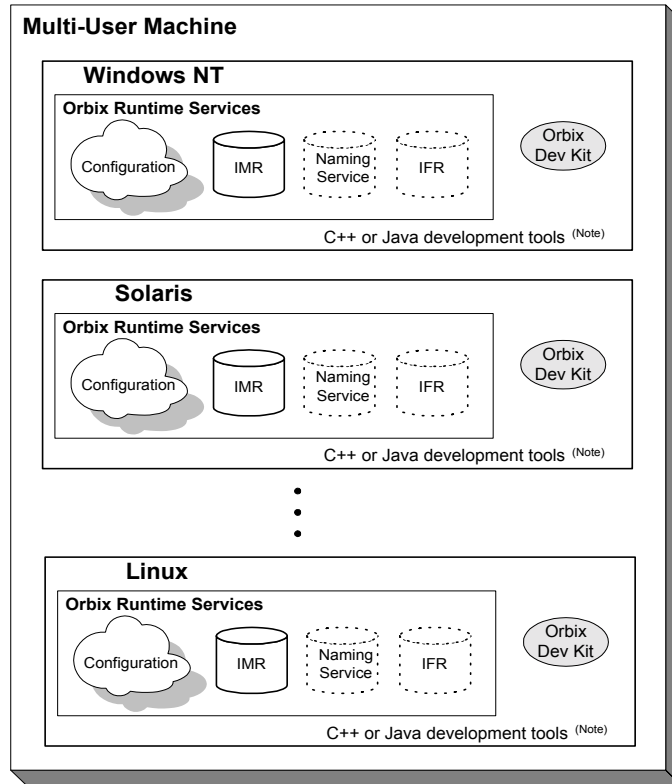 Multi-User Machine
Windows NT
Orbix Runtime Services
Configuration
IMR
Naming
Service
IFR
Orbix
Dev Kit
C++ or Java development tools (Note)
Solaris
Orbix Runtime Services
Configuration
IMR
Naming
Service
IFR
Orbix
Dev Kit
C++ or Java development tools (Note)
Linux
Orbix Runtime Services
Configuration
IMR
Naming
Service
IFR
Orbix
Dev Kit
C++ or Java development tools (Note)